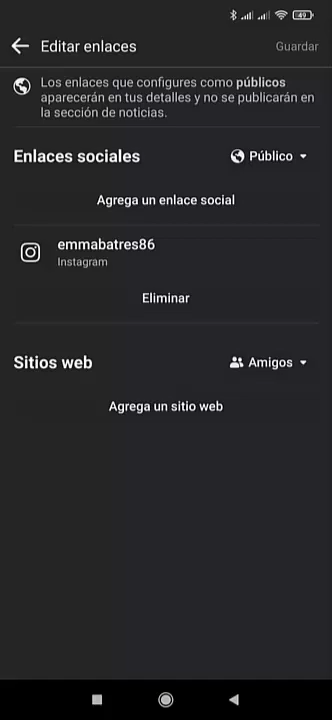 49
Editar enlaces
Guardar
Los enlaces que configures como públicos
aparecerán en tus detalles y no se publicarán en
la sección de noticias.
Enlaces sociales
Público
Agrega un enlace social
emmabatres86
Instagram
Eliminar
Sitios web
Amigos
Agrega un sitio web